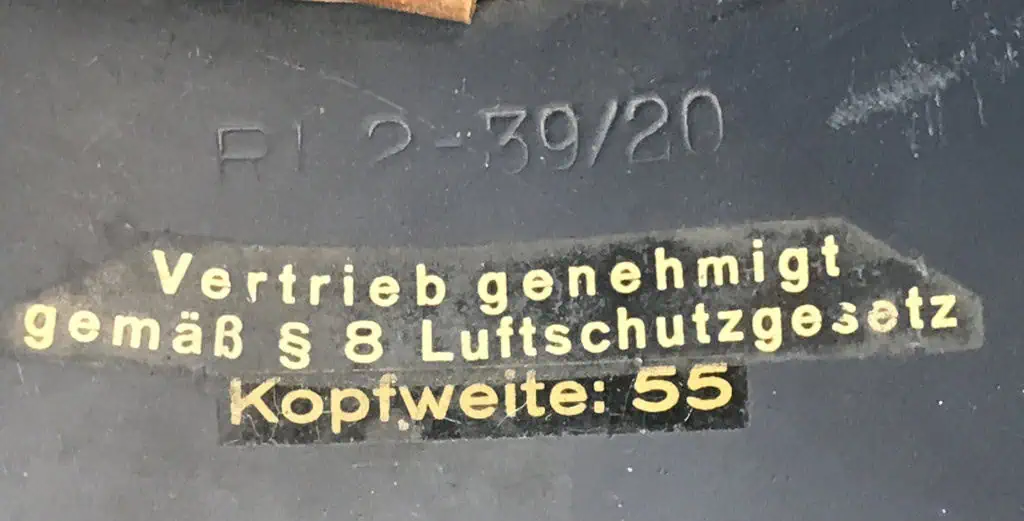 RL 2-39/20
Vertrieb genehmigt
gemäß § 8 Luftschutzgesetz
Kopfweite: 55